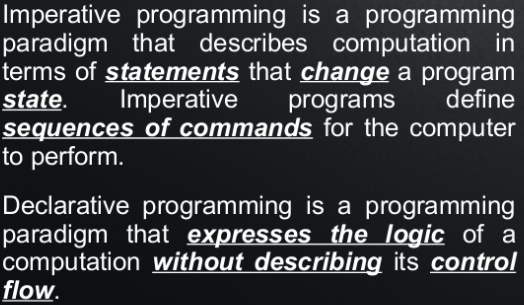 Imperative programming is a programming
paradigm that describes computation in
terms of statements that change a program
state. Imperative programs define
sequences of commands for the computer
to perform.
Declarative programming is a programming
paradigm that expresses the logic of a
computation without describing its control
flow.